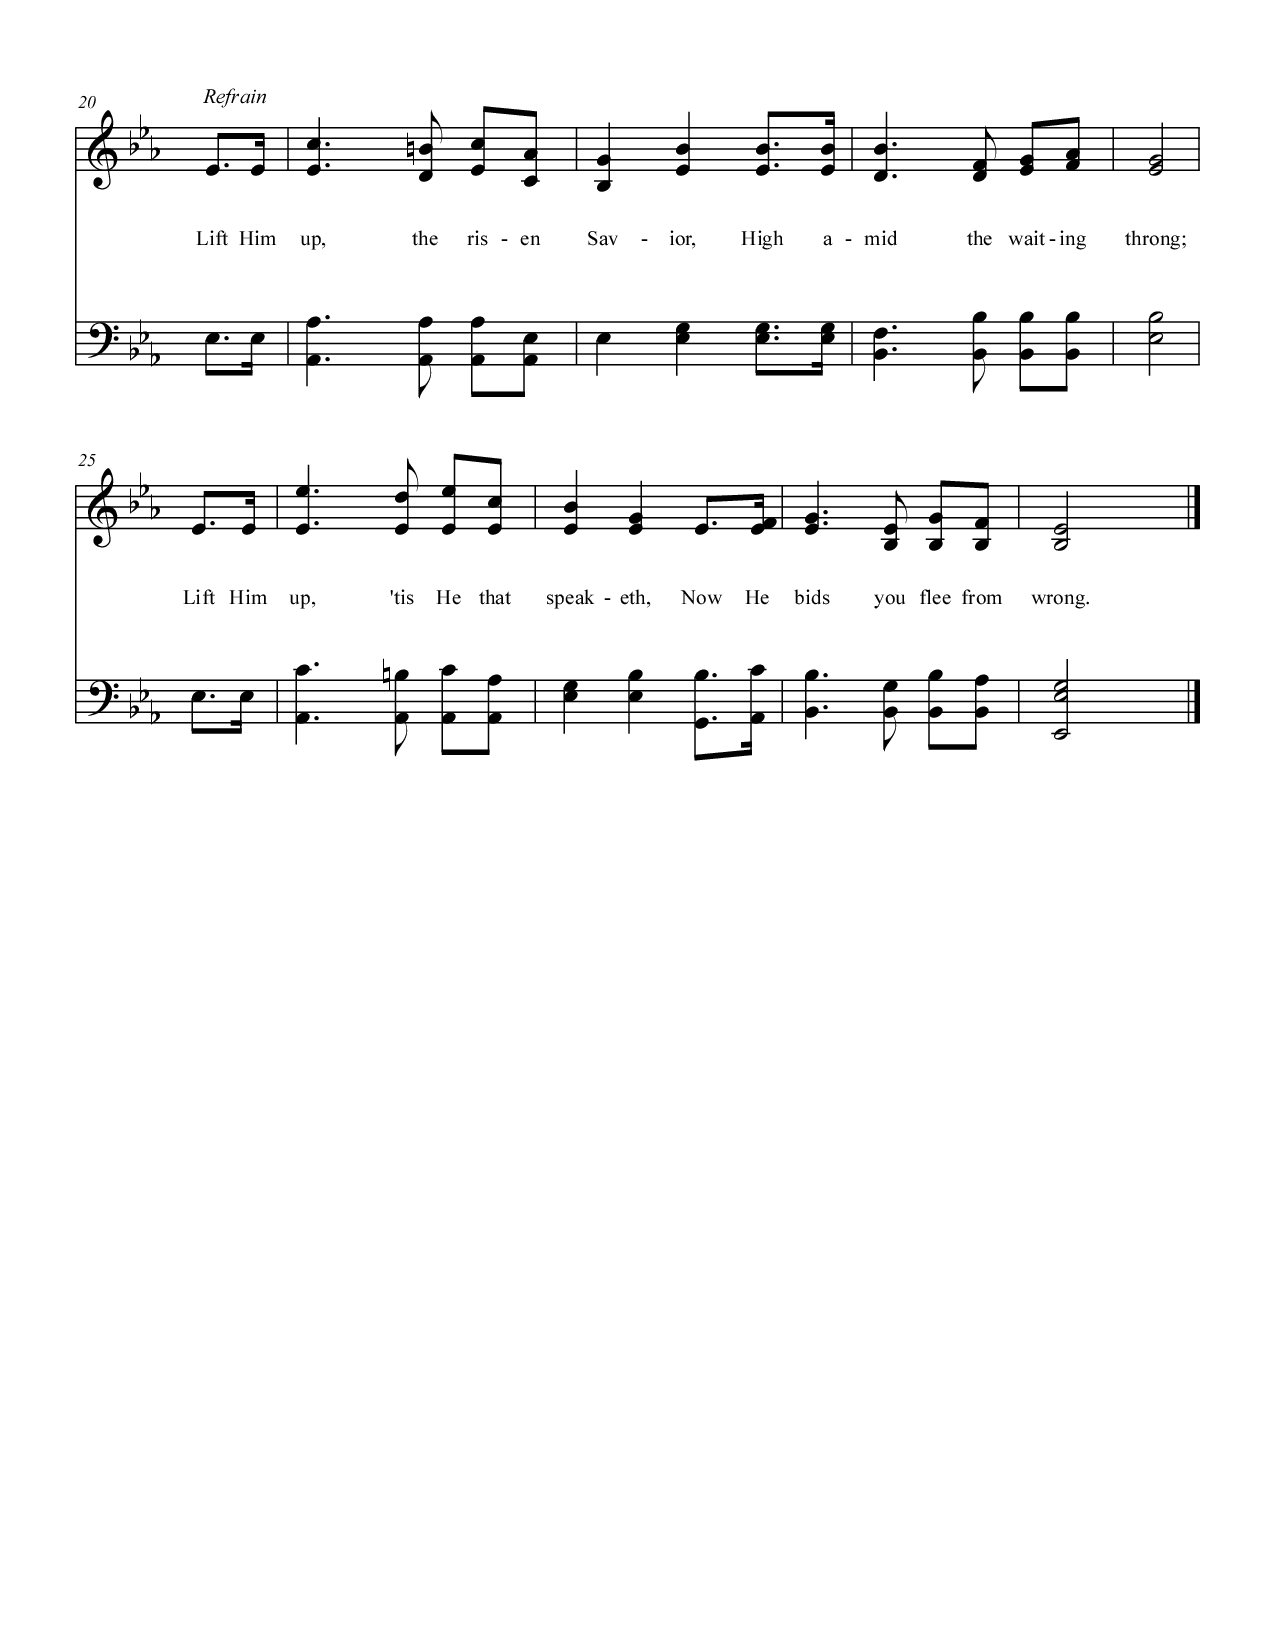 20
Refrain
Lift Him up, the ris - en Sav - ior, High a - mid the wait - ing throng;
25
Lift Him up, 'tis He that speak - eth, Now He bids you flee from wrong.